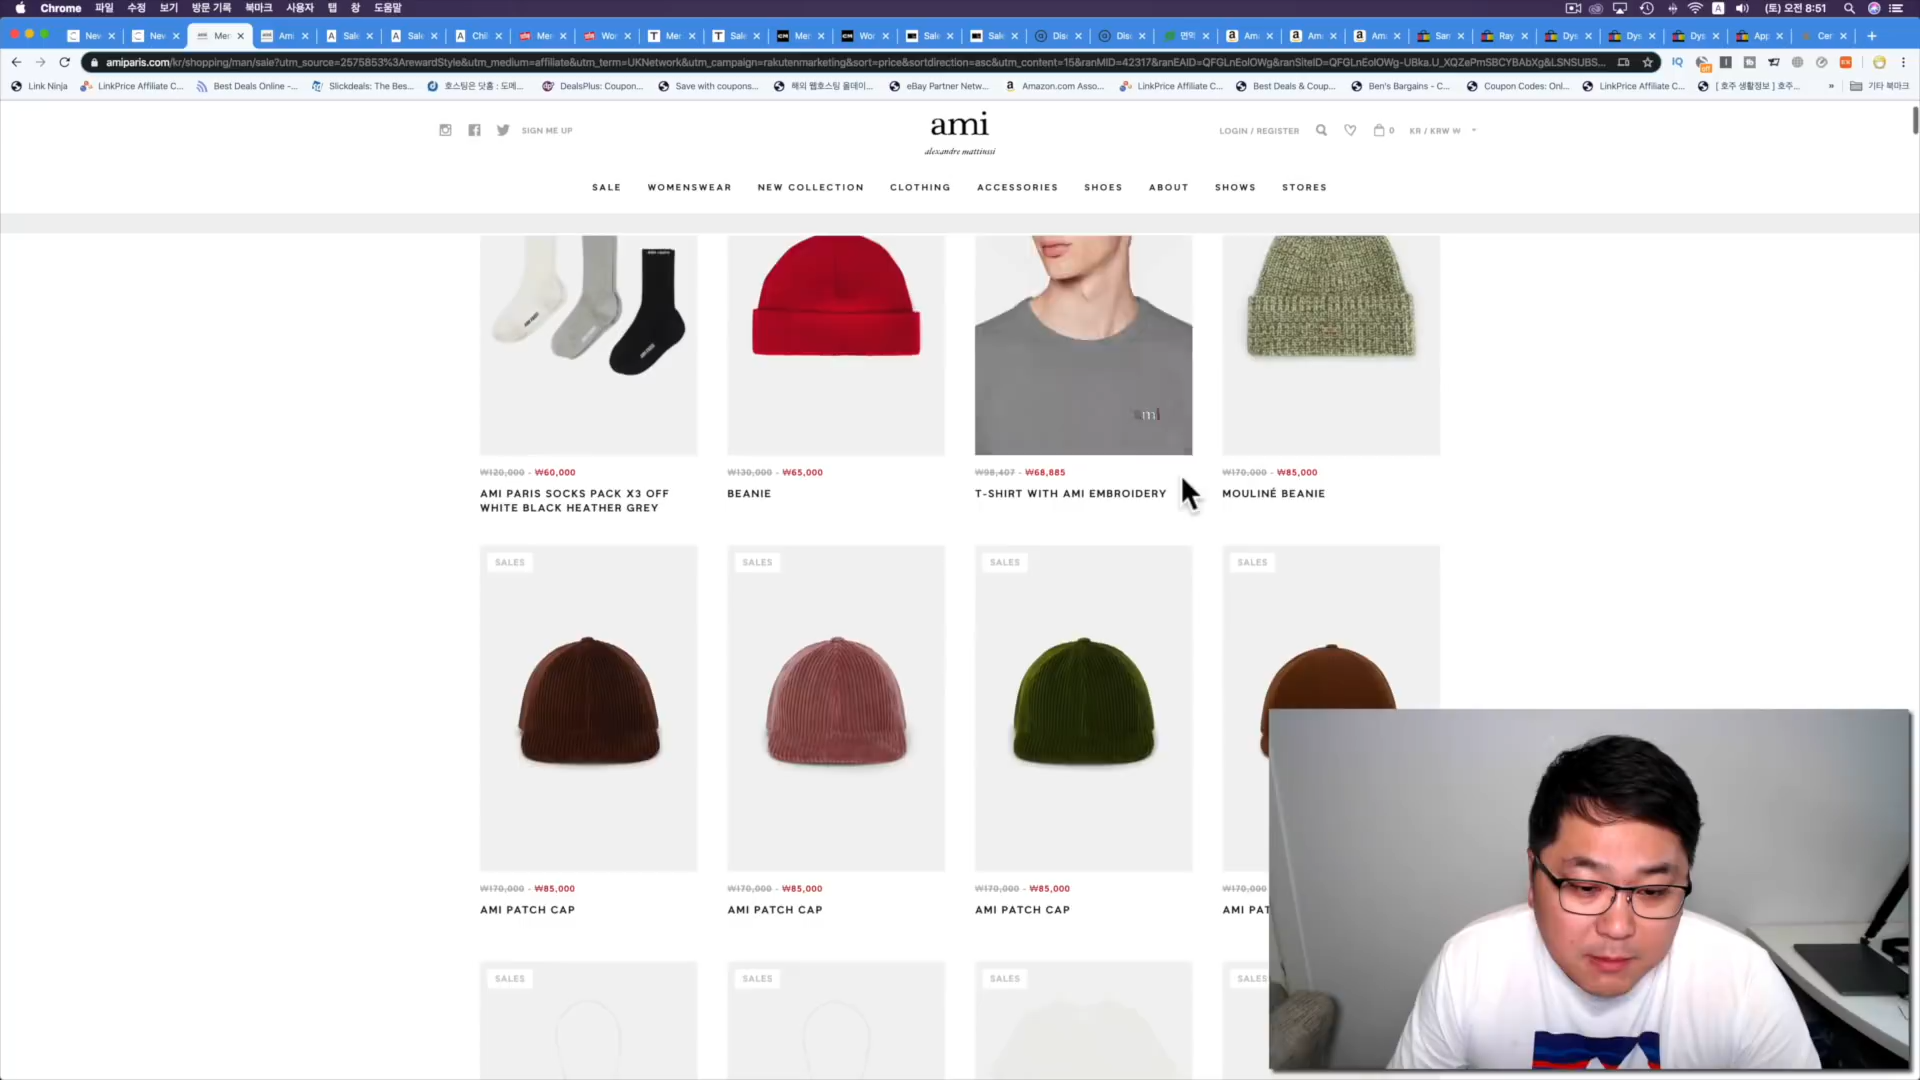 Chrome 파일 수정 보기 방문 기록 북마크 사용자 탭 창 도움말 (토) 오전 8:51
amiparis.com/kr/shopping/man/sale?utm_source=2575853%3ArewardStyle&utm_medium=affiliate&utm_term=UKNetwork&utm_campaign=rakutenmarketing&sort=price&sortdirection=asc&utm_content=15&ranMID=42317&ranEAID=QFGLnEolOWg&ranSiteID=QFGLnEolOWg-UBka.U_XQZePmSBCYBAbXg&LSNSUBS...
Link Ninja LinkPrice Affiliate C... Best Deals Online -... Slickdeals: The Bes... 호스팅은 닷홈 : 도메... DealsPlus: Coupon... Save with coupons... 해외 웹호스팅 올데이... eBay Partner Netw... Amazon.com Asso... LinkPrice Affiliate C... Best Deals & Coup... Ben's Bargains - C... Coupon Codes: Onl... LinkPrice Affiliate C... [ 호주 생활정보 ] 호주... » 기타 북마크
SIGN ME UP
ami
alexandre mattiussi
LOGIN / REGISTER 0 KR / KRW ₩
SALE WOMENSWEAR NEW COLLECTION CLOTHING ACCESSORIES SHOES ABOUT SHOWS STORES
₩120,000 - ₩60,000
AMI PARIS SOCKS PACK X3 OFF
WHITE BLACK HEATHER GREY
₩130,000 - ₩65,000
BEANIE
ami
₩98,407 - ₩68,885
T-SHIRT WITH AMI EMBROIDERY
₩170,000 - ₩85,000
MOULINÉ BEANIE
SALES SALES SALES SALES
₩170,000 - ₩85,000
AMI PATCH CAP
₩170,000 - ₩85,000
AMI PATCH CAP
₩170,000 - ₩85,000
AMI PATCH CAP
₩170,000
AMI PAT
SALES SALES SALES SALES